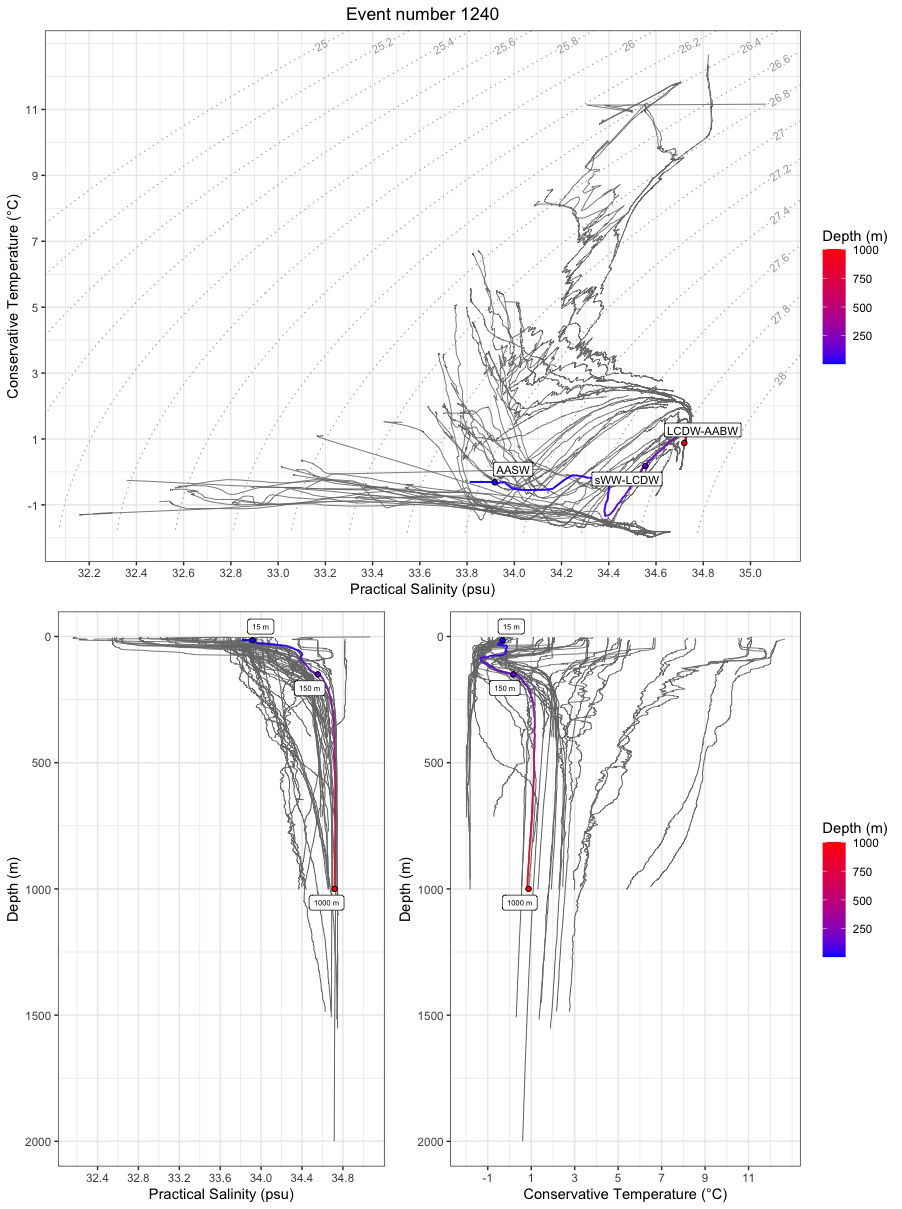 Event number 1240
25
25.2
25.4
25.6
25.8
26
26.2
26.4
26.6
26.8
27
27.2
27.4
27.6
27.8
28
11
9
7
5
3
1
-1
Conservative Temperature (°C)
AASW
LCDW-AABW
sWW-LCDW
32.2 32.4 32.6 32.8 33.0 33.2 33.4 33.6 33.8 34.0 34.2 34.4 34.6 34.8 35.0
Practical Salinity (psu)
Depth (m)
1000
750
500
250
0
500
1000
1500
2000
Depth (m)
15 m
150 m
1000 m
32.4 32.8 33.2 33.6 34.0 34.4 34.8
Practical Salinity (psu)
0
500
1000
1500
2000
Depth (m)
15 m
150 m
1000 m
-1 1 3 5 7 9 11
Conservative Temperature (°C)
Depth (m)
1000
750
500
250